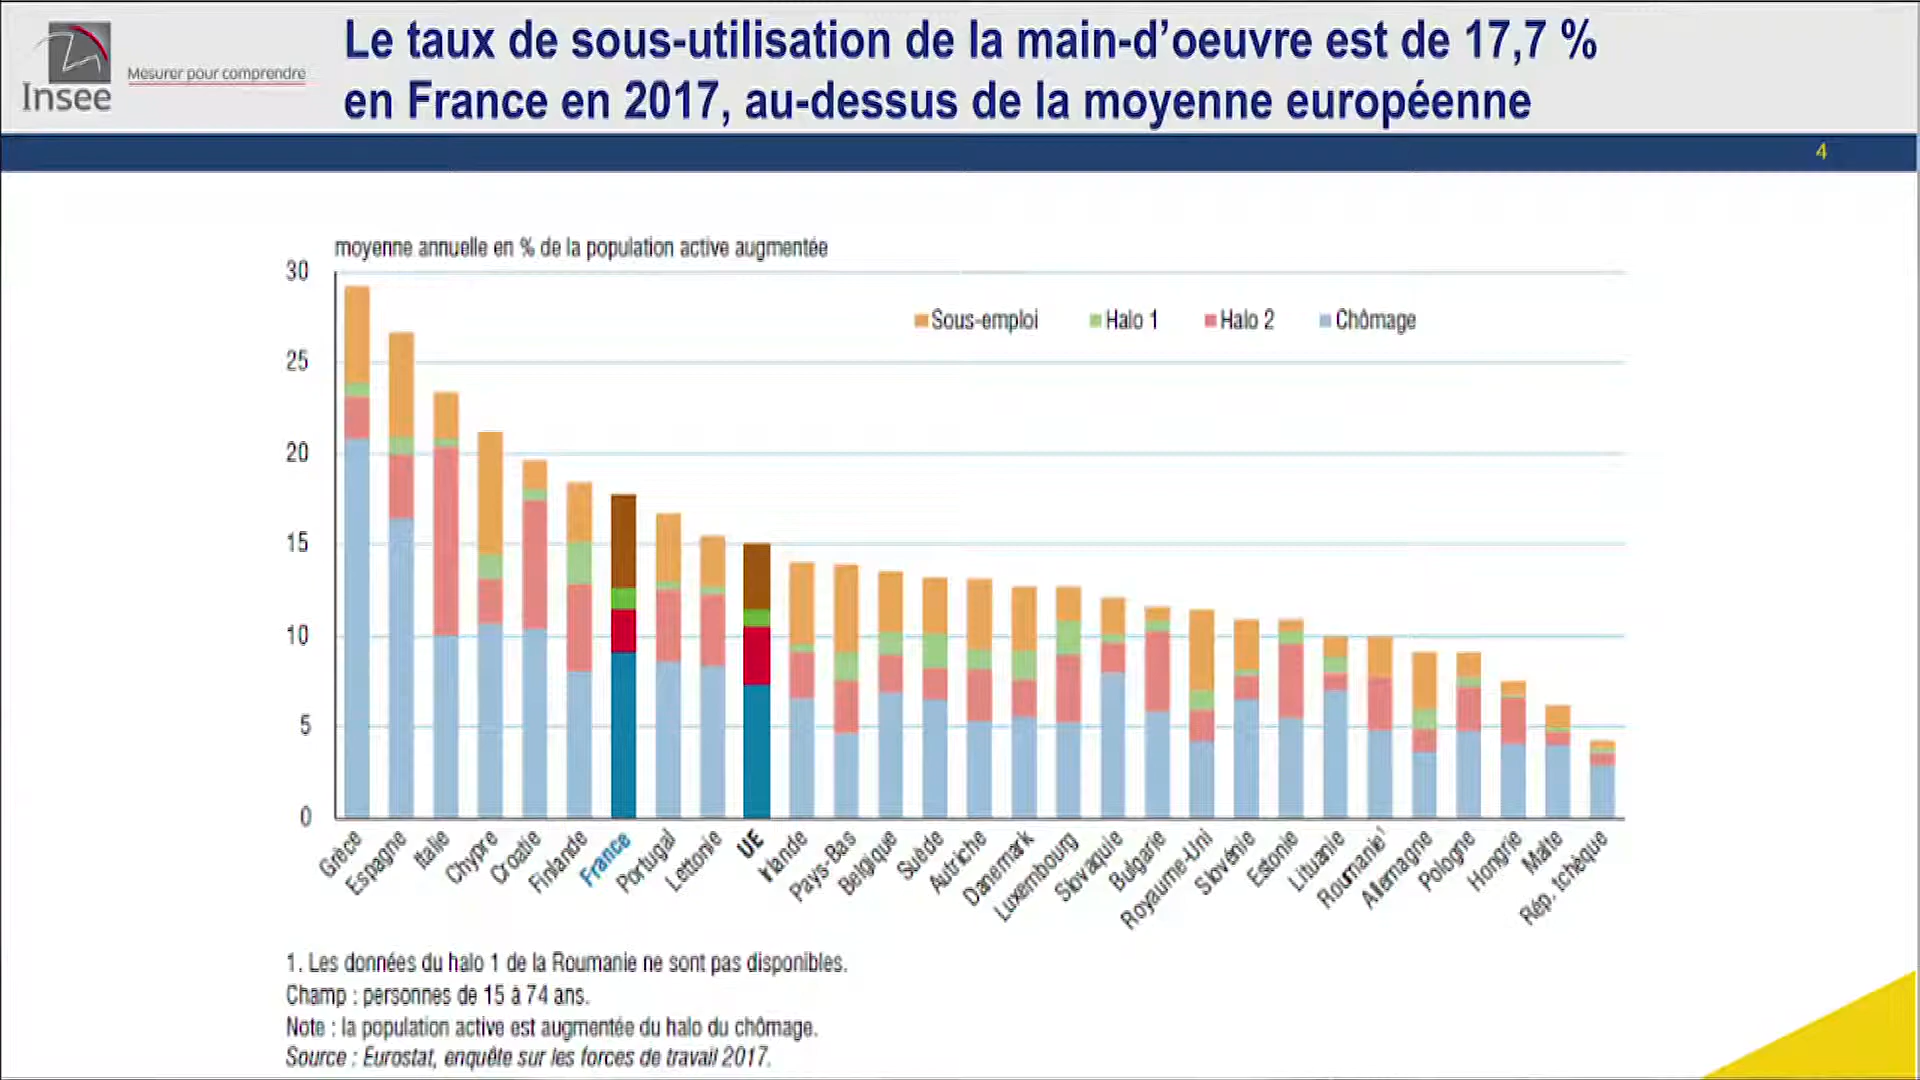 Insee
Mesurer pour comprendre
Le taux de sous-utilisation de la main-d’oeuvre est de 17,7 %
en France en 2017, au-dessus de la moyenne européenne
4
moyenne annuelle en % de la population active augmentée
30
25
20
15
10
5
0
Sous-emploi
Halo 1
Halo 2
Chômage
Grèce
Espagne
Italie
Chypre
Croatie
Finlande
France
Portugal
Lettonie
UE
Irlande
Pays-Bas
Belgique
Suède
Autriche
Danemark
Luxembourg
Slovaquie
Bulgarie
Royaume-Uni
Slovénie
Estonie
Lituanie
Roumanie¹
Allemagne
Pologne
Hongrie
Malte
Rép. tchèque
1. Les données du halo 1 de la Roumanie ne sont pas disponibles.
Champ : personnes de 15 à 74 ans.
Note : la population active est augmentée du halo du chômage.
Source : Eurostat, enquête sur les forces de travail 2017.